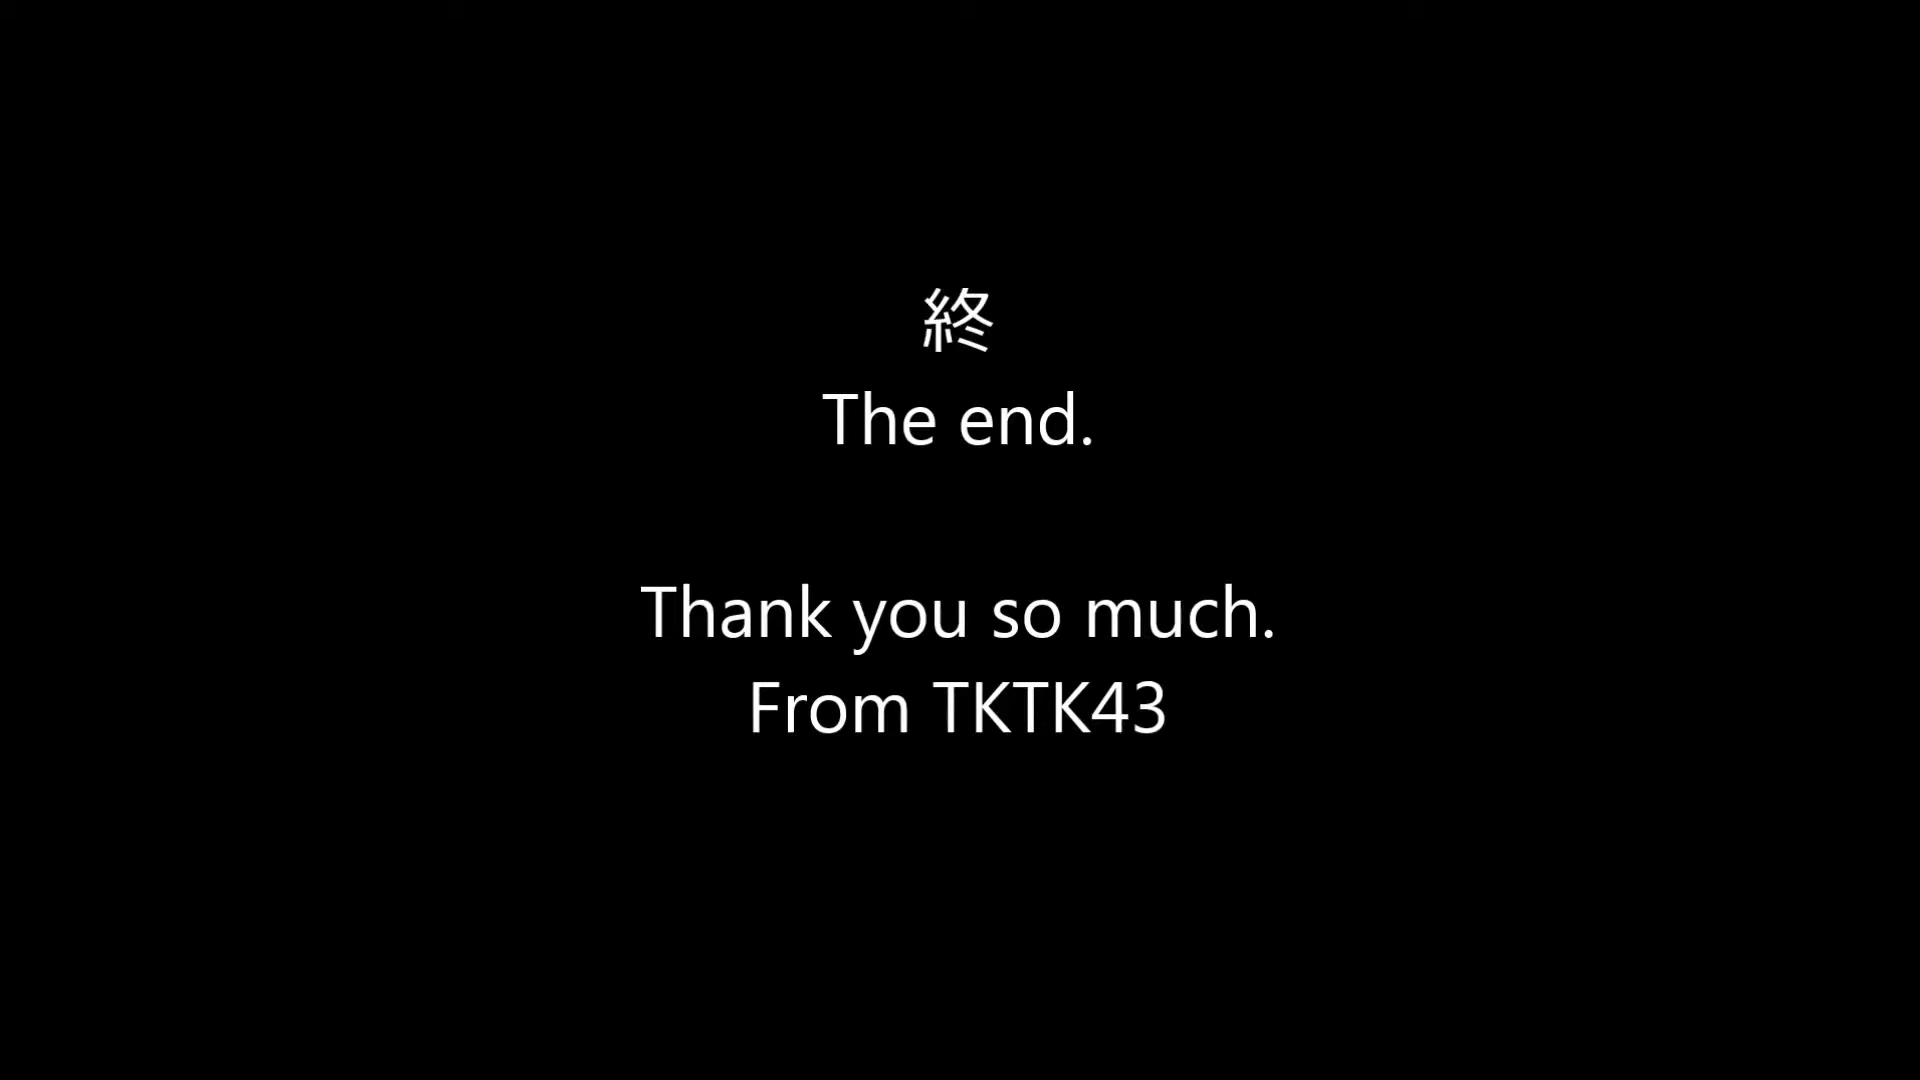 終
The end.
Thank you so much.
From TKTK43